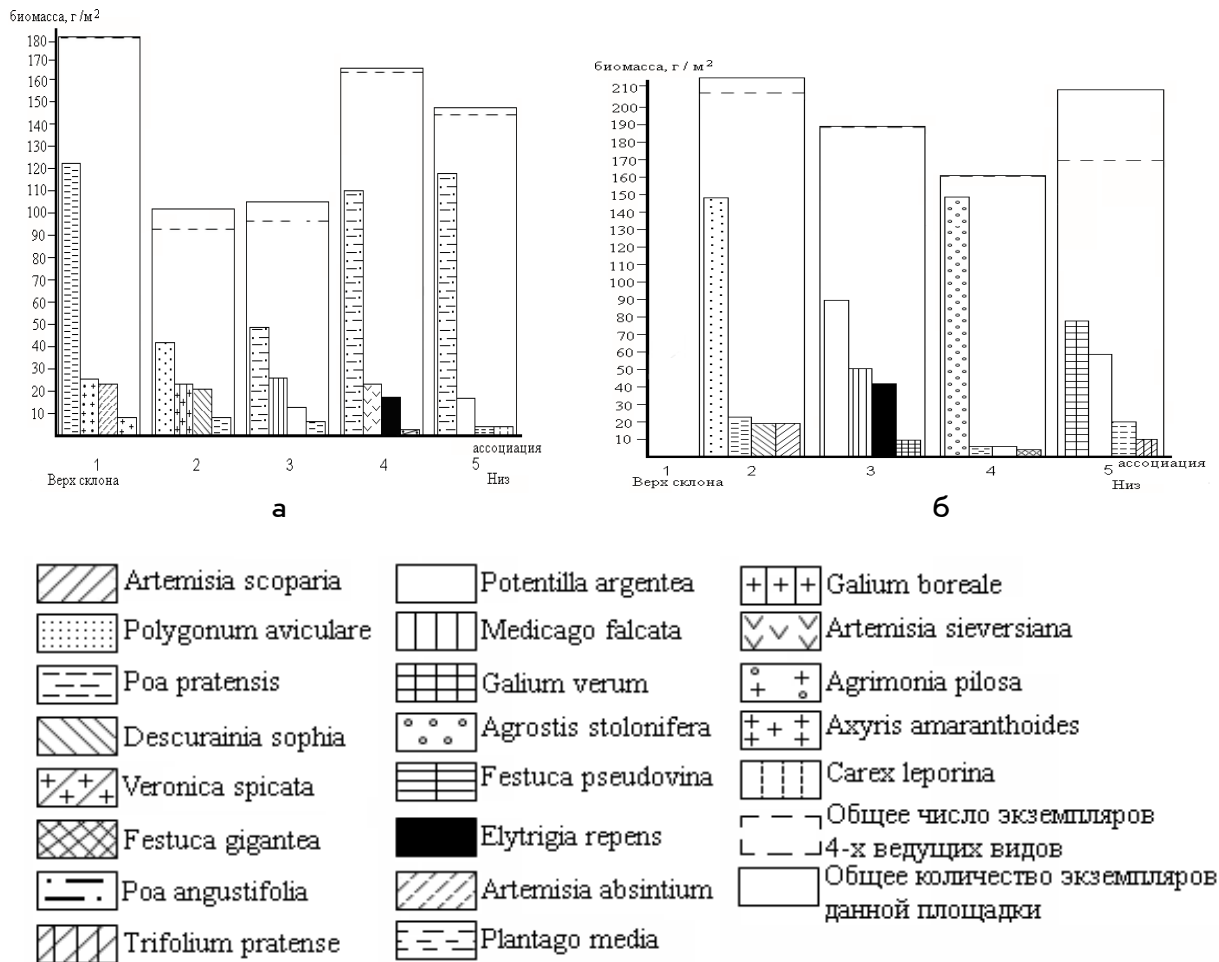 биомасса, г /м²
180
170
160
150
140
130
120
110
100
90
80
70
60
50
40
30
20
10
1 2 3 4 5
ассоциация
Верх склона Низ
а
биомасса, г / м²
210
200
190
180
170
160
150
140
130
120
110
100
90
80
70
60
50
40
30
20
10
1 2 3 4 5 ассоциация
Верх склона Низ
б
Artemisia scoparia
Polygonum aviculare
Poa pratensis
Descurainia sophia
Veronica spicata
Festuca gigantea
Poa angustifolia
Trifolium pratense
Potentilla argentea
Medicago falcata
Galium verum
Agrostis stolonifera
Festuca pseudovina
Elytrigia repens
Artemisia absintium
Plantago media
Galium boreale
Artemisia sieversiana
Agrimonia pilosa
Axyris amaranthoides
Carex leporina
Общее число экземпляров
4-х ведущих видов
Общее количество экземпляров
данной площадки